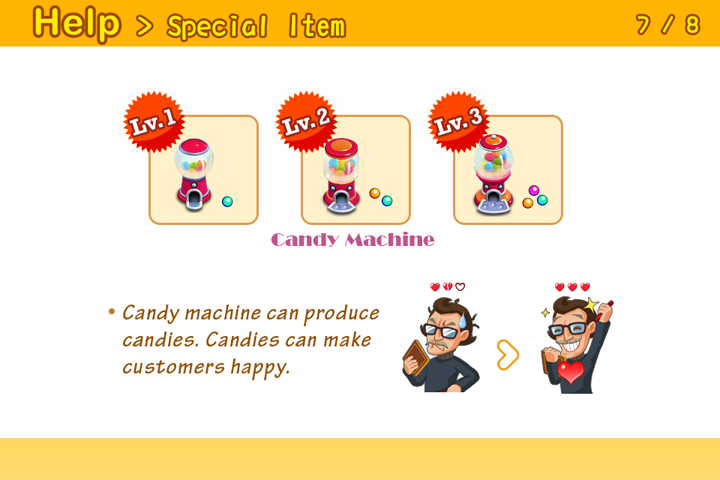 Help > Special Item
7 / 8
Lv.1
Lv.2
Lv.3
Candy Machine
• Candy machine can produce
candies. Candies can make
customers happy.